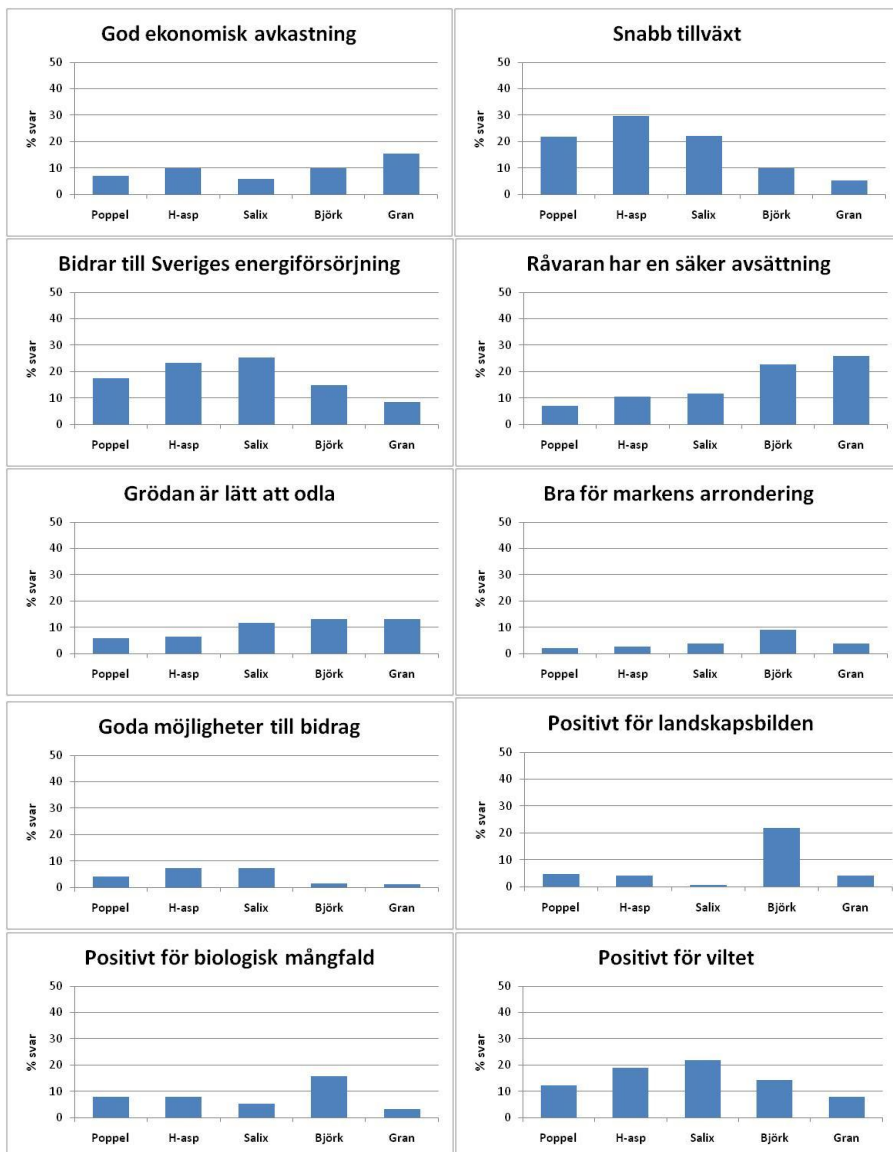 God ekonomisk avkastning
% svar
50
40
30
20
10
0
Poppel H-asp Salix Björk Gran
Snabb tillväxt
% svar
50
40
30
20
10
0
Poppel H-asp Salix Björk Gran
Bidrar till Sveriges energiförsörjning
% svar
50
40
30
20
10
0
Poppel H-asp Salix Björk Gran
Råvaran har en säker avsättning
% svar
50
40
30
20
10
0
Poppel H-asp Salix Björk Gran
Grödan är lätt att odla
% svar
50
40
30
20
10
0
Poppel H-asp Salix Björk Gran
Bra för markens arrondering
% svar
50
40
30
20
10
0
Poppel H-asp Salix Björk Gran
Goda möjligheter till bidrag
% svar
50
40
30
20
10
0
Poppel H-asp Salix Björk Gran
Positivt för landskapsbilden
% svar
50
40
30
20
10
0
Poppel H-asp Salix Björk Gran
Positivt för biologisk mångfald
% svar
50
40
30
20
10
0
Poppel H-asp Salix Björk Gran
Positivt för viltet
% svar
50
40
30
20
10
0
Poppel H-asp Salix Björk Gran